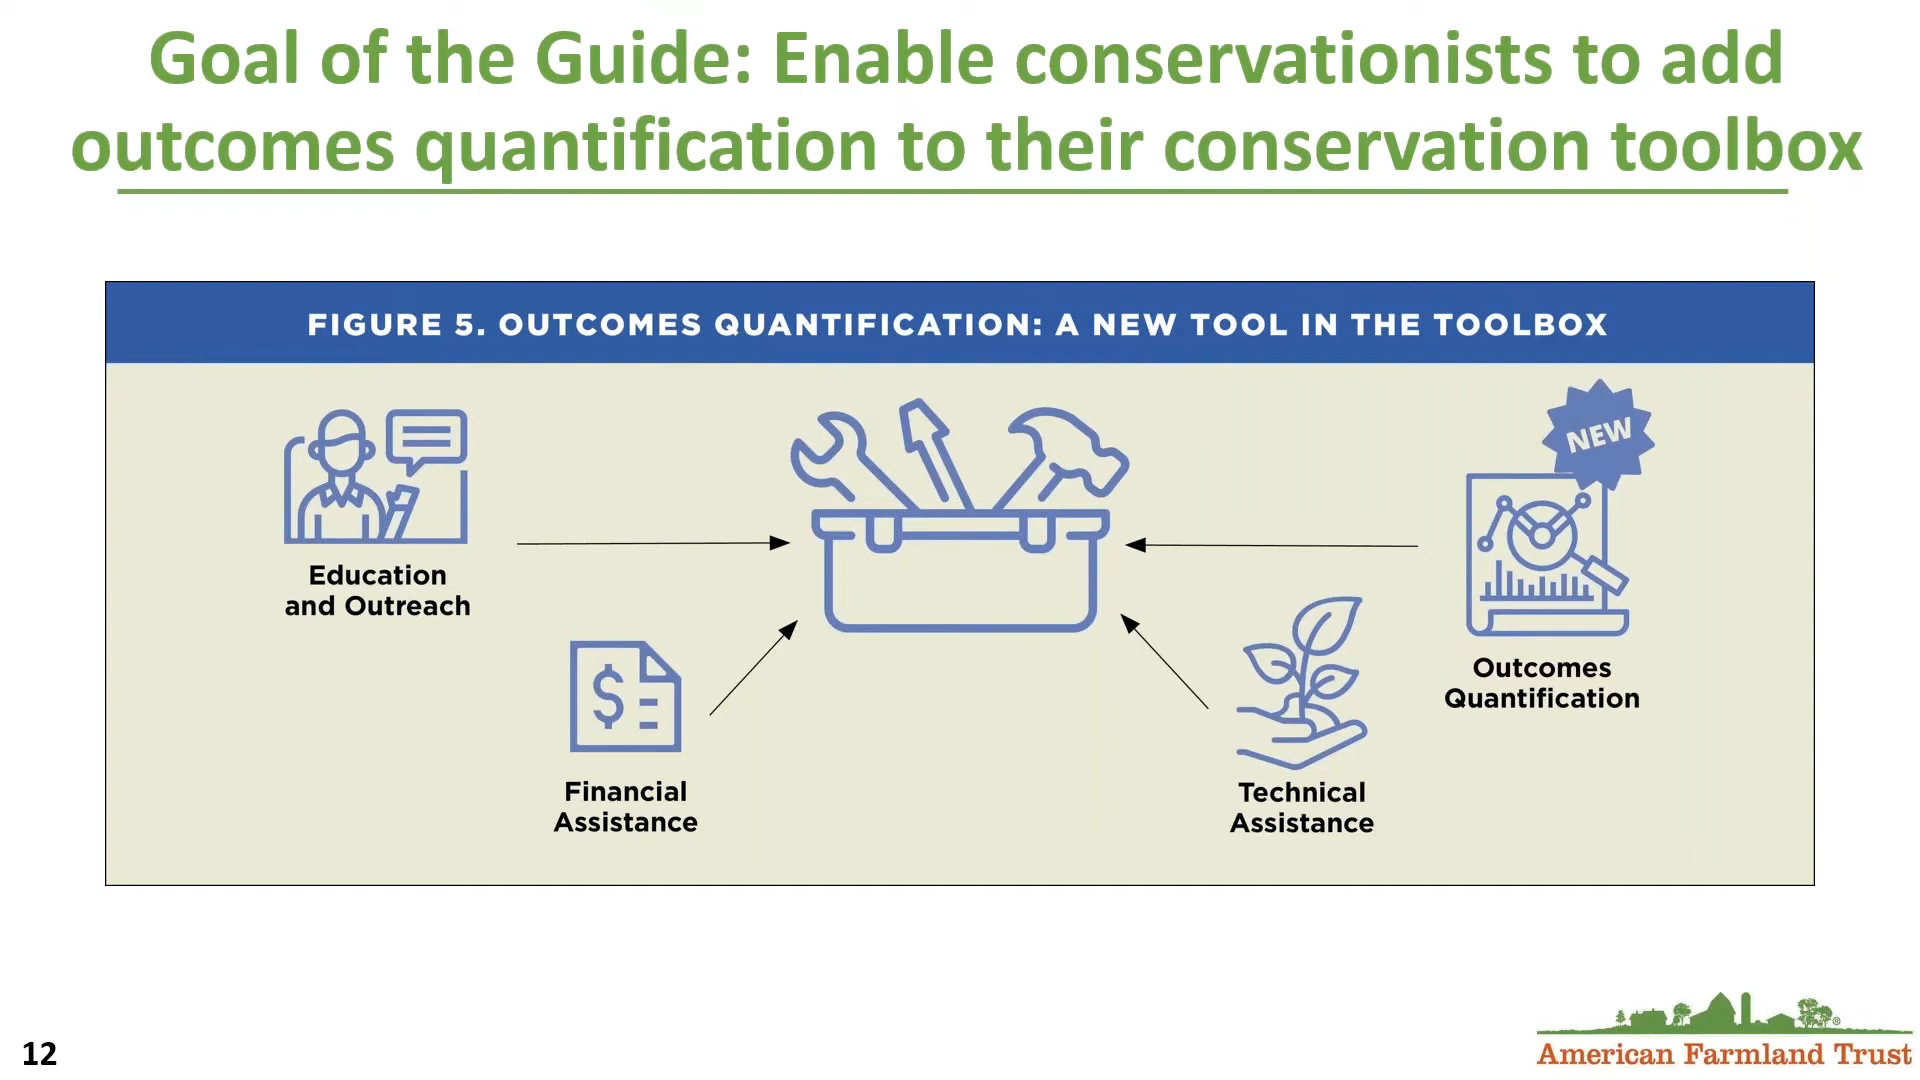 Goal of the Guide: Enable conservationists to add
outcomes quantification to their conservation toolbox
FIGURE 5. OUTCOMES QUANTIFICATION: A NEW TOOL IN THE TOOLBOX
NEW
Education
and Outreach
$
Financial
Assistance
Technical
Assistance
Outcomes
Quantification
12
®
American Farmland Trust